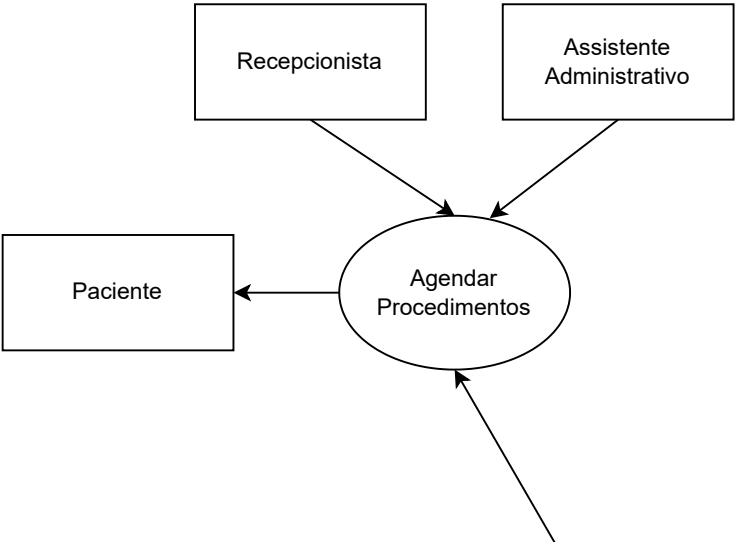 Recepcionista
Assistente
Administrativo
Paciente
Agendar
Procedimentos